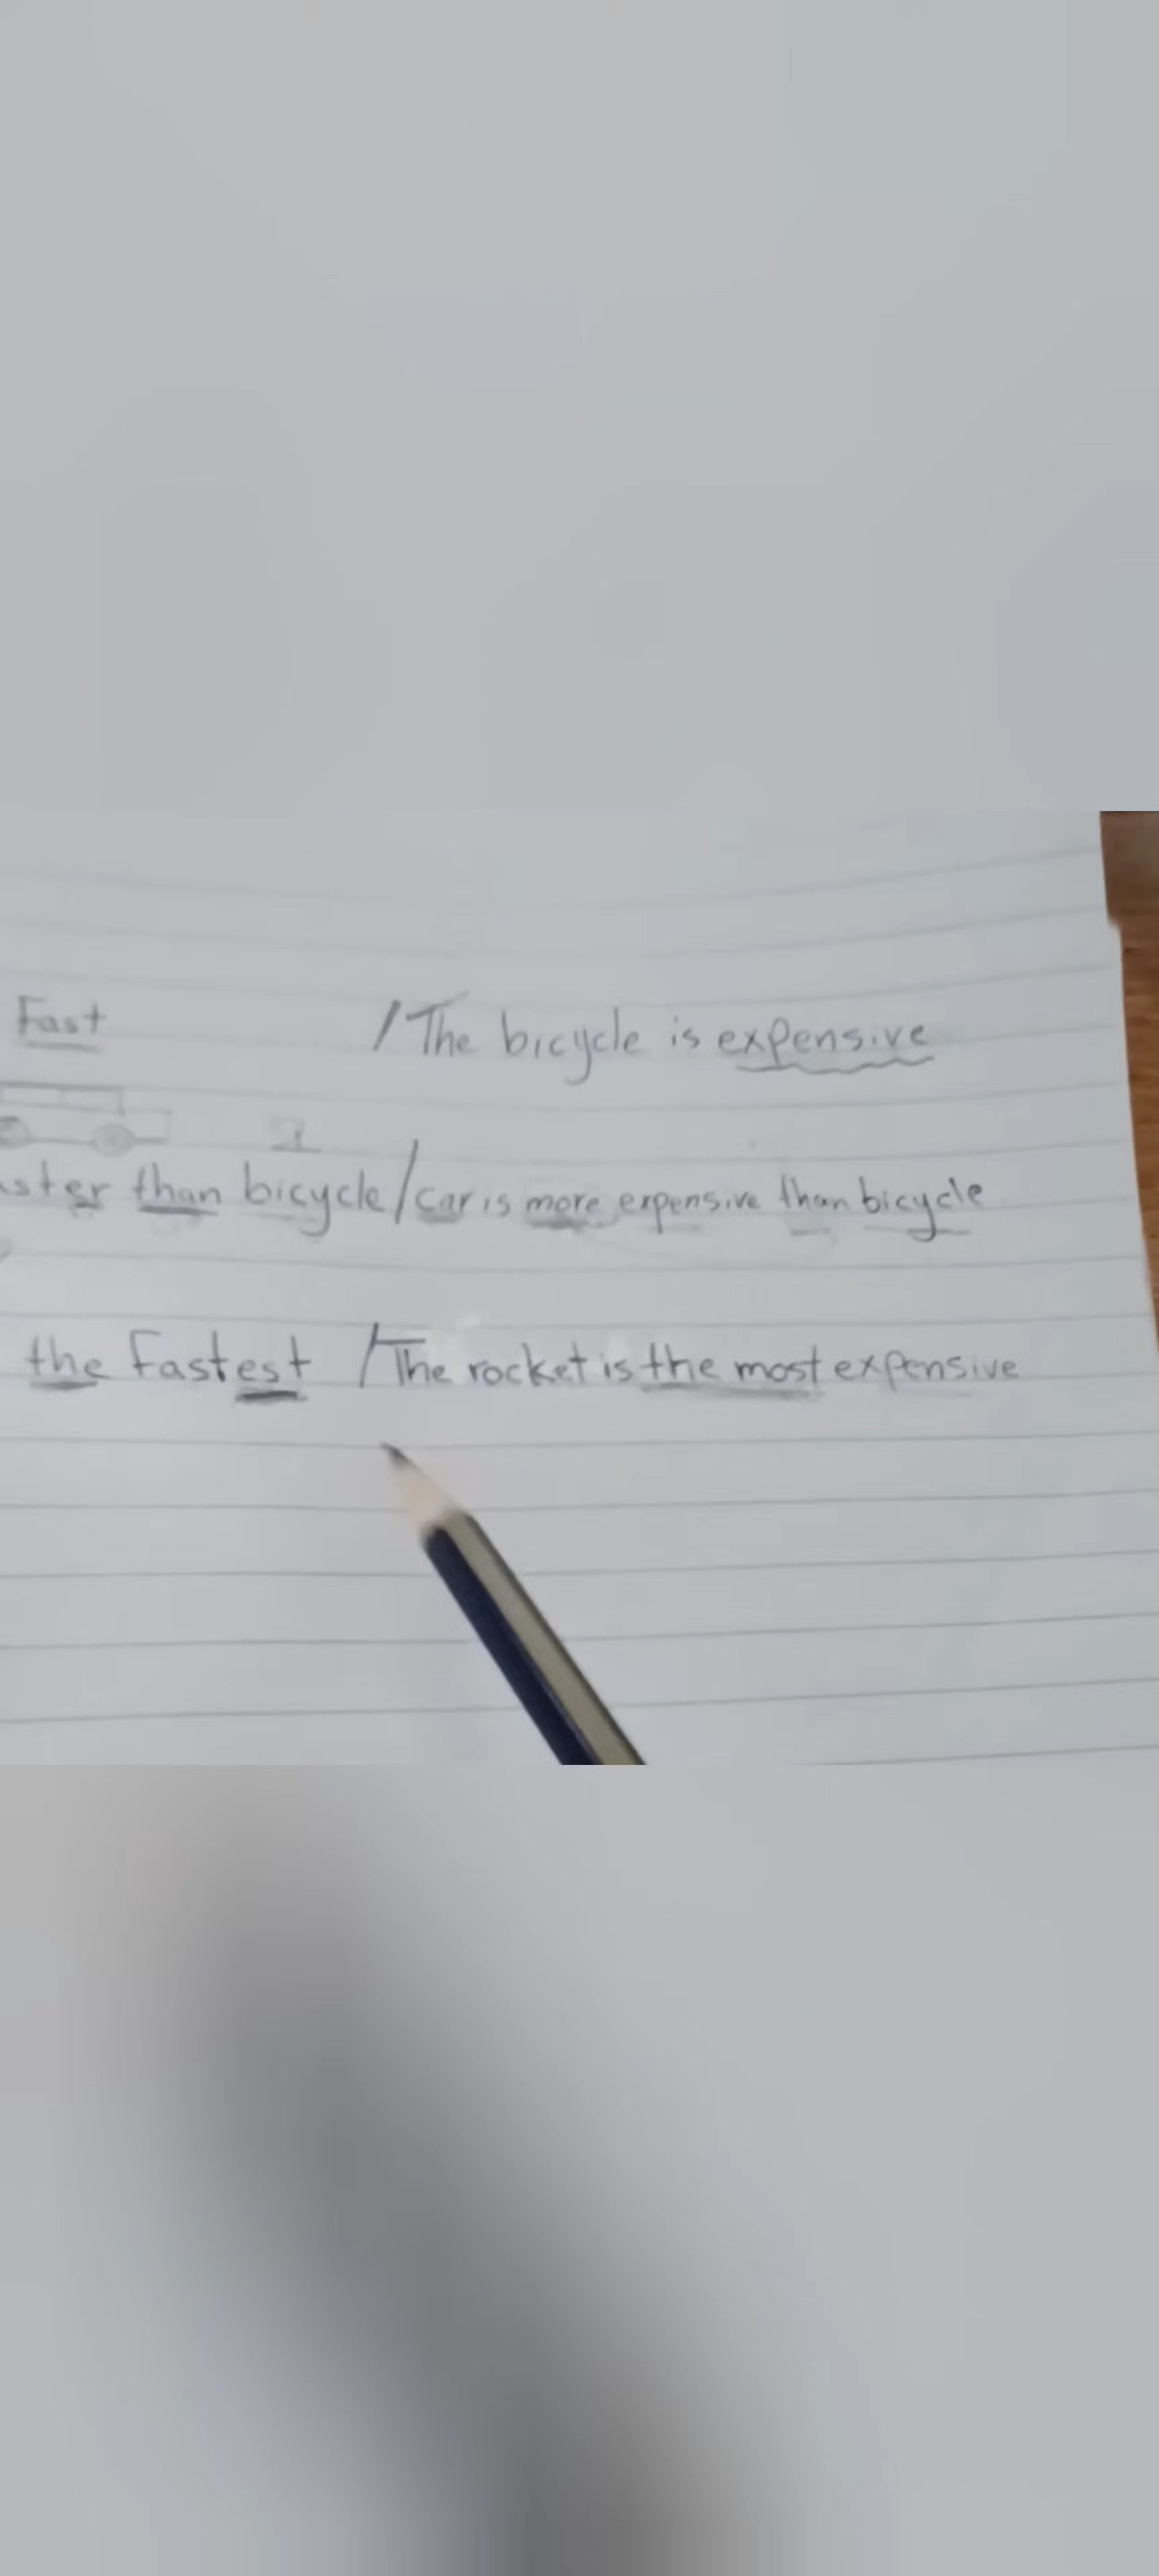 Fast / The bicycle is expensive
ster than bicycle / car is more expensive than bicycle
the fastest / The rocket is the most expensive